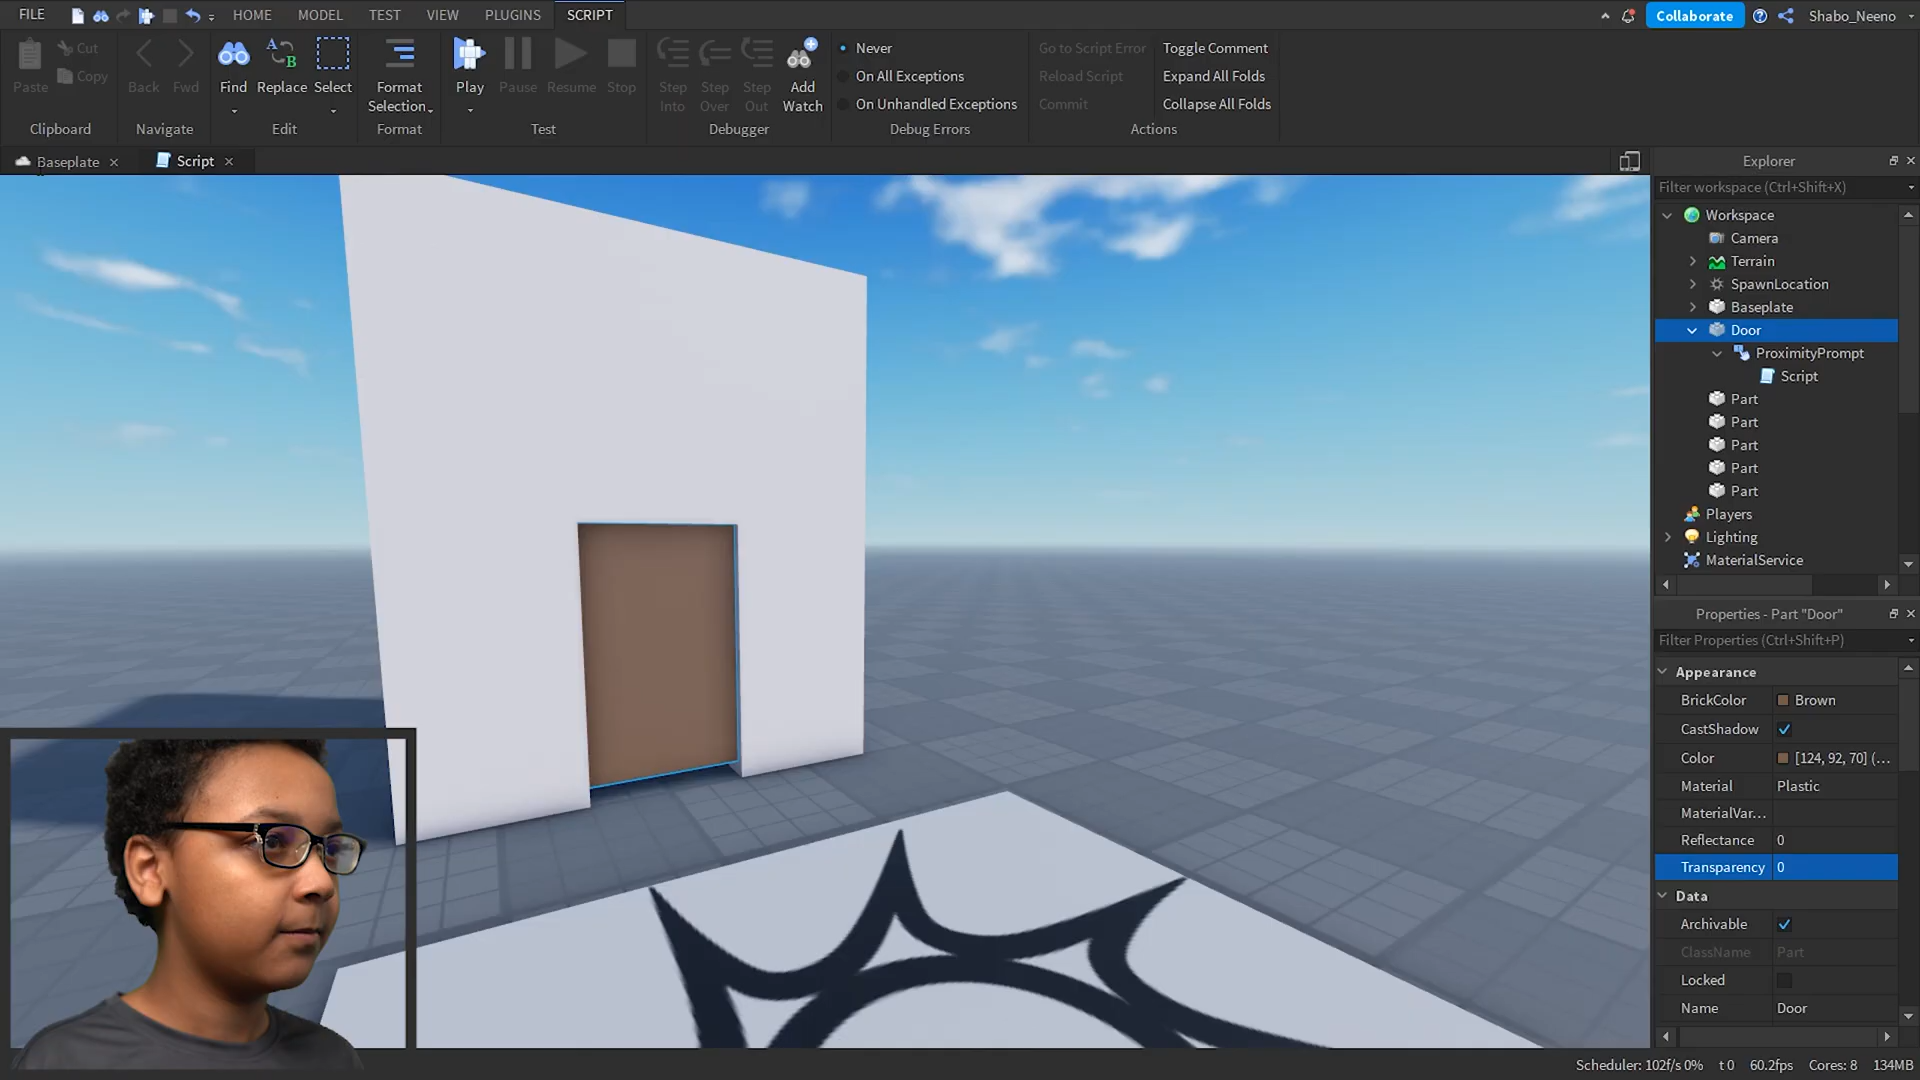 FILE HOME MODEL TEST VIEW PLUGINS SCRIPT Collaborate Shabo_Neeno
Paste Cut Copy Back Fwd Find Replace Select Format Selection Play Pause Resume Stop Step Into Step Over Step Out Add Watch
Never Go to Script Error Toggle Comment
On All Exceptions Reload Script Expand All Folds
On Unhandled Exceptions Commit Collapse All Folds
Clipboard Navigate Edit Format Test Debugger Debug Errors Actions
Baseplate Script
Explorer
Filter workspace (Ctrl+Shift+X)
Workspace
Camera
Terrain
SpawnLocation
Baseplate
Door
ProximityPrompt
Script
Part
Part
Part
Part
Part
Players
Lighting
MaterialService
Properties - Part "Door"
Filter Properties (Ctrl+Shift+P)
Appearance
BrickColor Brown
CastShadow
Color [124, 92, 70] (...
Material Plastic
MaterialVar...
Reflectance 0
Transparency 0
Data
Archivable
ClassName Part
Locked
Name Door
Scheduler: 102f/s 0% t 0 60.2fps Cores: 8 134MB